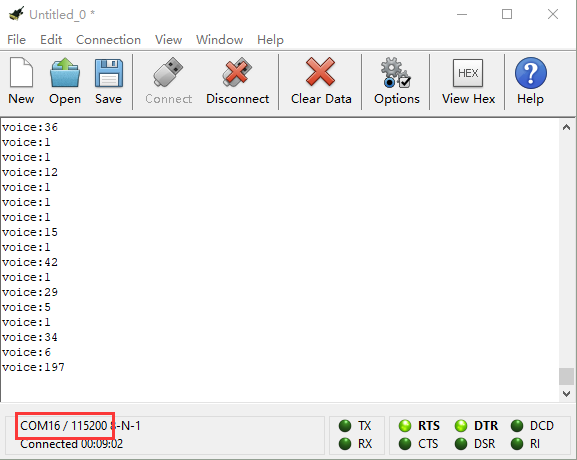 Untitled_0 *
File Edit Connection View Window Help
New Open Save Connect Disconnect Clear Data Options HEX View Hex ? Help
voice:36
voice:1
voice:1
voice:12
voice:1
voice:1
voice:1
voice:15
voice:1
voice:42
voice:1
voice:29
voice:5
voice:1
voice:34
voice:6
voice:197
COM16 / 115200 8-N-1
Connected 00:09:02
TX RTS DTR DCD
RX CTS DSR RI